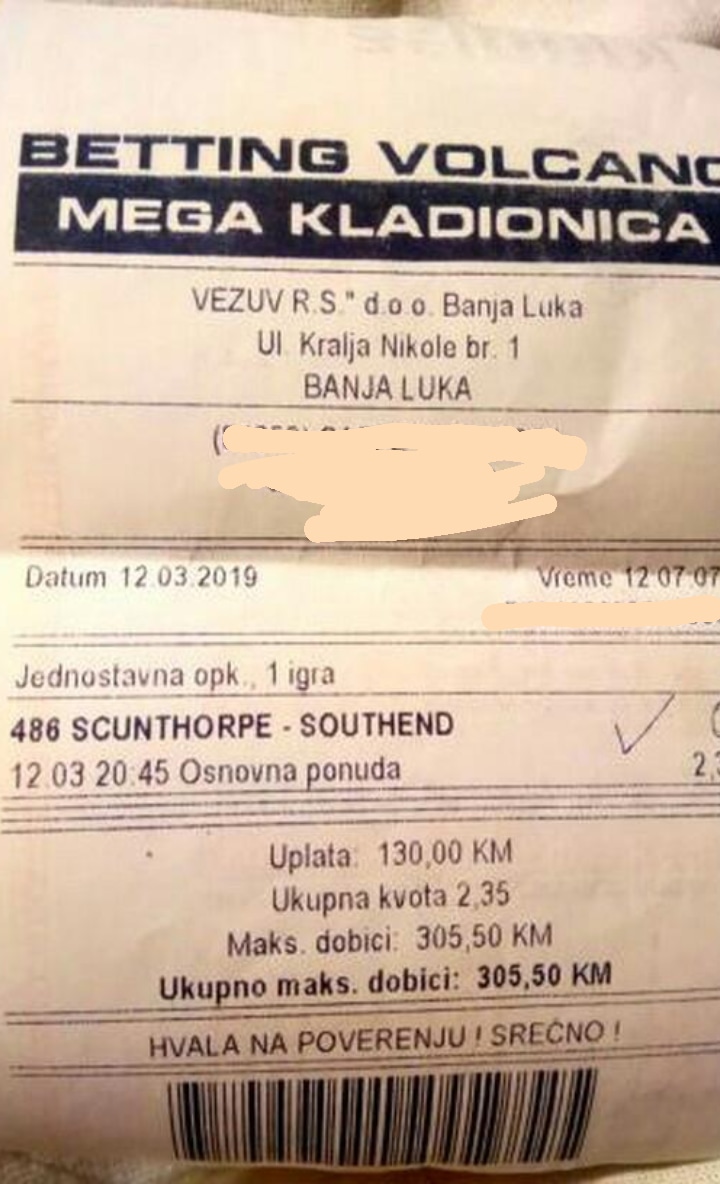 BETTING VOLCANO
MEGA KLADIONICA
VEZUV R.S." d.o.o. Banja Luka
Ul. Kralja Nikole br. 1
BANJA LUKA
Datum 12.03.2019
Vreme 12:07:07
Jednostavna opk., 1 igra
486 SCUNTHORPE - SOUTHEND
12.03 20:45 Osnovna ponuda
Uplata: 130,00 KM
Ukupna kvota 2,35
Maks. dobici: 305,50 KM
Ukupno maks. dobici: 305,50 KM
HVALA NA POVERENJU ! SREĆNO !